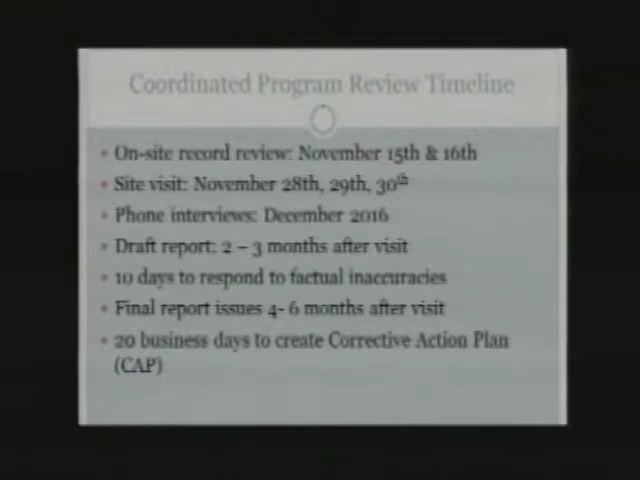 Coordinated Program Review Timeline
• On-site record review: November 15th & 16th
• Site visit: November 28th, 29th, 30th
• Phone interviews: December 2016
• Draft report: 2 – 3 months after visit
• 10 days to respond to factual inaccuracies
• Final report issues 4- 6 months after visit
• 20 business days to create Corrective Action Plan
(CAP)